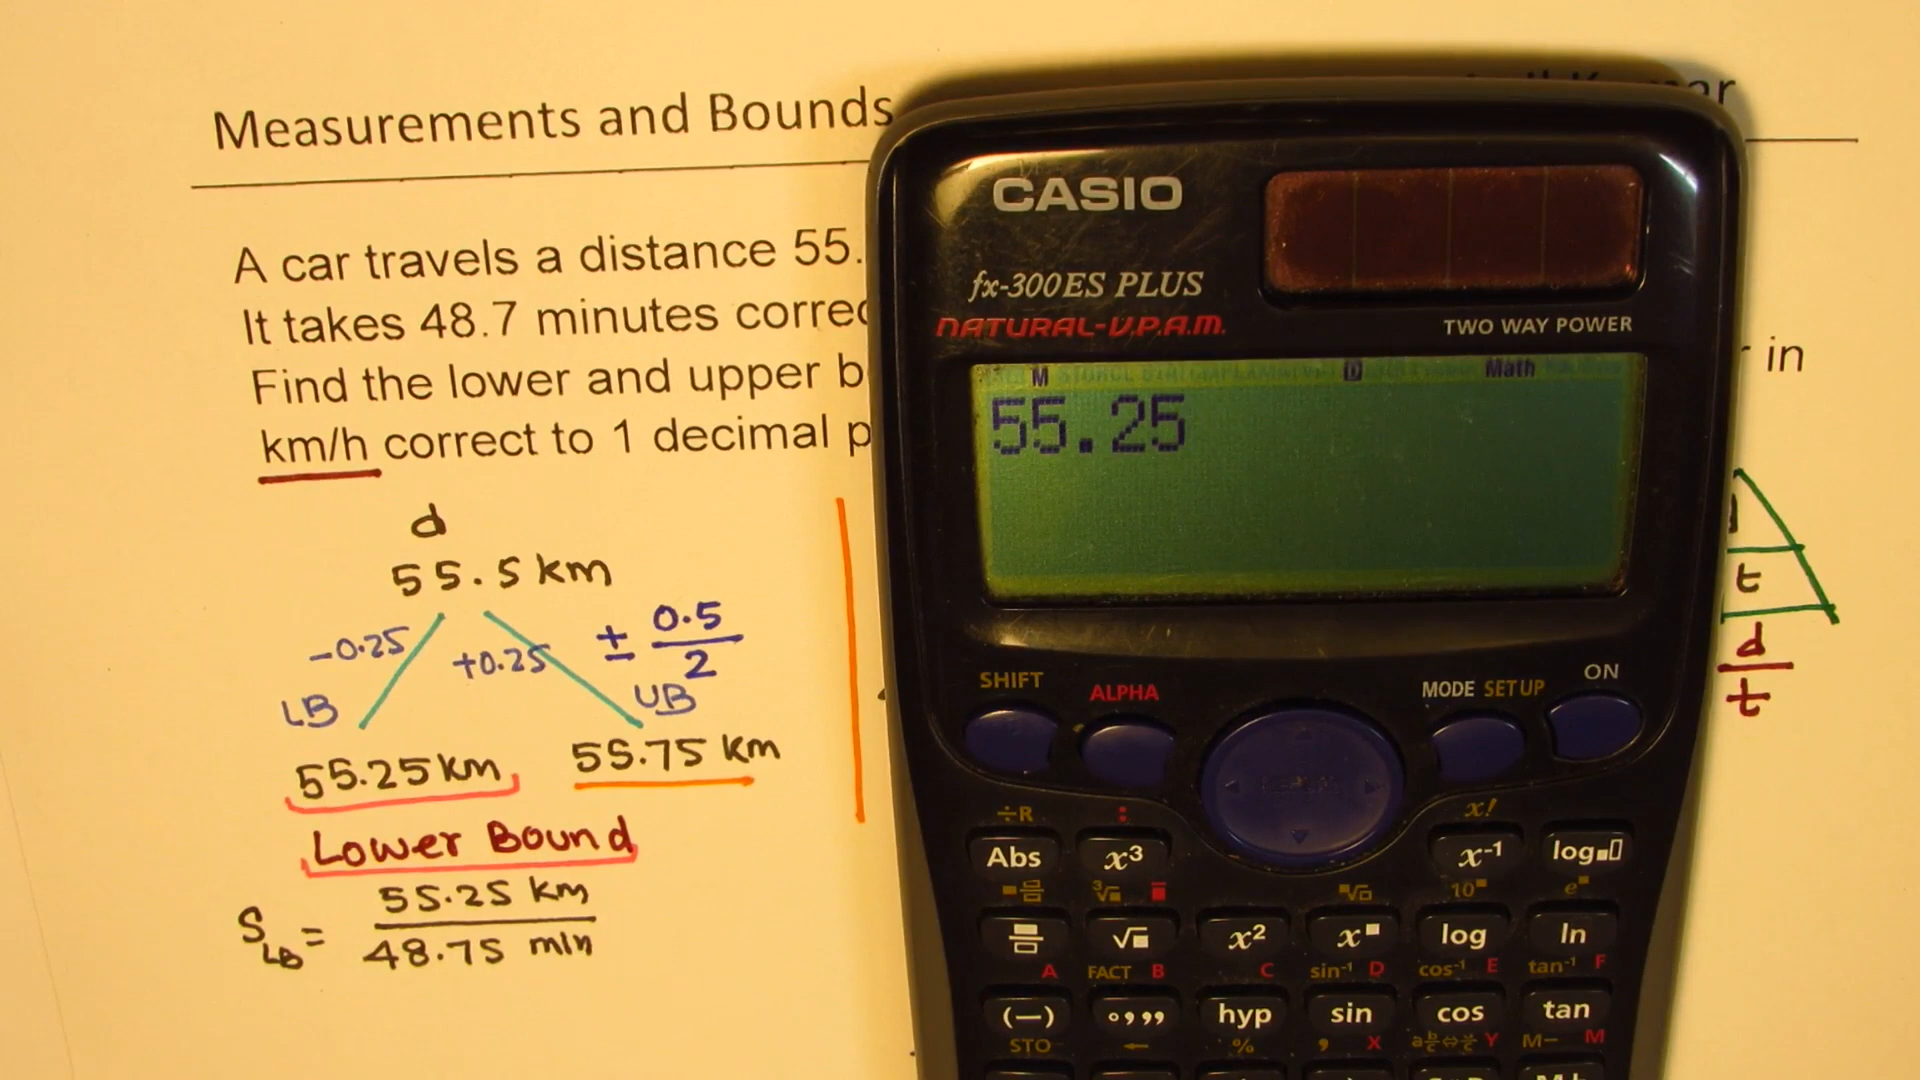 Measurements and Bounds
A car travels a distance 55.
It takes 48.7 minutes correc
Find the lower and upper b
in
km/h correct to 1 decimal p
d
55.5 km
-0.25
+0.25
± 0.5
2
LB
UB
55.25 km
55.75 km
Lower Bound
S LB = 55.25 km
48.75 min
t
d
t
CASIO
fx-300ES PLUS
NATURAL-V.P.A.M.
TWO WAY POWER
M
D
Math
55.25
SHIFT
ALPHA
MODE SETUP
ON
÷R
:
x!
Abs
x³
x⁻¹
log
10
e
√
x²
x
log
ln
A
FACT B
C
sin⁻¹ D
cos⁻¹ E
tan⁻¹ F
(−)
hyp
sin
cos
tan
STO
←
%
,
X
Y
M−
M